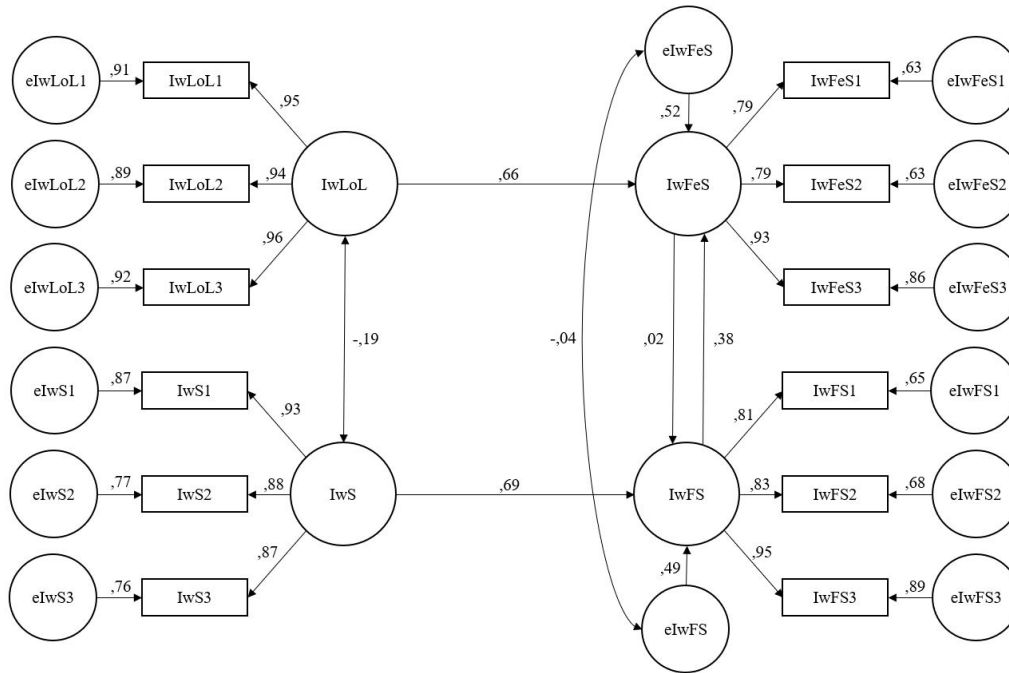 eIwFeS
eIwLoL1
,91
IwLoL1
,95
,52
,79
IwFeS1
,63
eIwFeS1
eIwLoL2
,89
IwLoL2
,94
IwLoL
,66
IwFeS
,79
IwFeS2
,63
eIwFeS2
,96
,93
eIwLoL3
,92
IwLoL3
IwFeS3
,86
eIwFeS3
-,19
-,04
,02
,38
eIwS1
,87
IwS1
,93
,81
IwFS1
,65
eIwFS1
eIwS2
,77
IwS2
,88
IwS
,69
IwFS
,83
IwFS2
,68
eIwFS2
,87
,95
eIwS3
,76
IwS3
,49
IwFS3
,89
eIwFS3
eIwFS